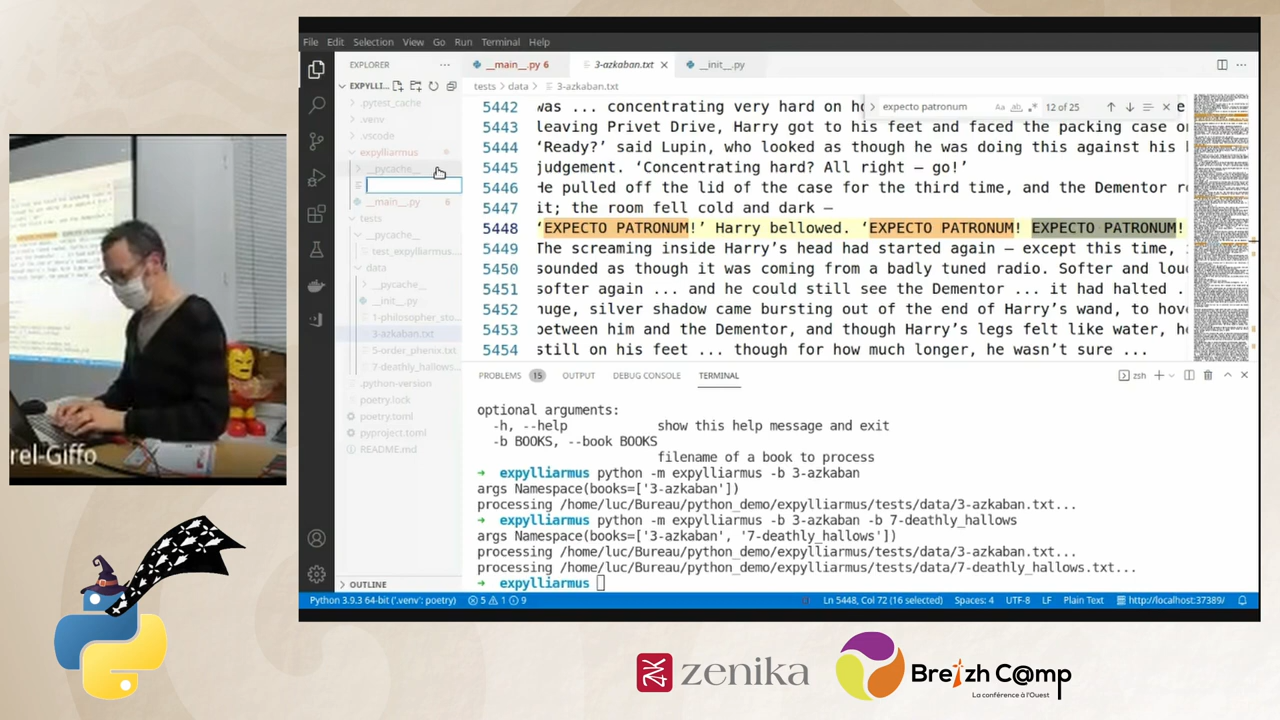 File Edit Selection View Go Run Terminal Help
EXPLORER
EXPYLLI...
.pytest_cache
.venv
.vscode
expylliarmus
__pycache__
__main__.py 6
tests
__pycache__
test_expylliarmus...
data
__pycache__
__init__.py
1-philosopher_sto...
3-azkaban.txt
5-order_phenix.txt
7-deathly_hallows...
.python-version
poetry.lock
poetry.toml
pyproject.toml
README.md
OUTLINE
__main__.py 6
3-azkaban.txt
__init__.py
tests > data > 3-azkaban.txt
expecto patronum Aa ab 12 of 25
5442 was ... concentrating very hard on
5443 leaving Privet Drive, Harry got to his feet and faced the packing case
5444 ‘Ready?’ said Lupin, who looked as though he was doing this against his
5445 judgement. ‘Concentrating hard? All right – go!’
5446 He pulled off the lid of the case for the third time, and the Dementor
5447 it; the room fell cold and dark –
5448 ‘EXPECTO PATRONUM!’ Harry bellowed. ‘EXPECTO PATRONUM! EXPECTO PATRONUM!
5449 The screaming inside Harry’s head had started again – except this time,
5450 sounded as though it was coming from a badly tuned radio. Softer and
5451 softer again ... and he could still see the Dementor ... it had halted .
5452 huge, silver shadow came bursting out of the end of Harry’s wand, to
5453 between him and the Dementor, and though Harry’s legs felt like water,
5454 still on his feet ... though for how much longer, he wasn’t sure ...
PROBLEMS 15 OUTPUT DEBUG CONSOLE TERMINAL
zsh
optional arguments:
-h, --help show this help message and exit
-b BOOKS, --book BOOKS
filename of a book to process
➜ expylliarmus python -m expylliarmus -b 3-azkaban
args Namespace(books=['3-azkaban'])
processing /home/luc/Bureau/python_demo/expylliarmus/tests/data/3-azkaban.txt...
➜ expylliarmus python -m expylliarmus -b 3-azkaban -b 7-deathly_hallows
args Namespace(books=['3-azkaban', '7-deathly_hallows'])
processing /home/luc/Bureau/python_demo/expylliarmus/tests/data/3-azkaban.txt...
processing /home/luc/Bureau/python_demo/expylliarmus/tests/data/7-deathly_hallows.txt...
➜ expylliarmus
Python 3.9.3 64-bit ('.venv': poetry) 5 1 9 Ln 5448, Col 72 (16 selected) Spaces: 4 UTF-8 LF Plain Text http://localhost:37389/
rel-Giffo
zenika
Breizh C@mp
La conférence à l'Ouest